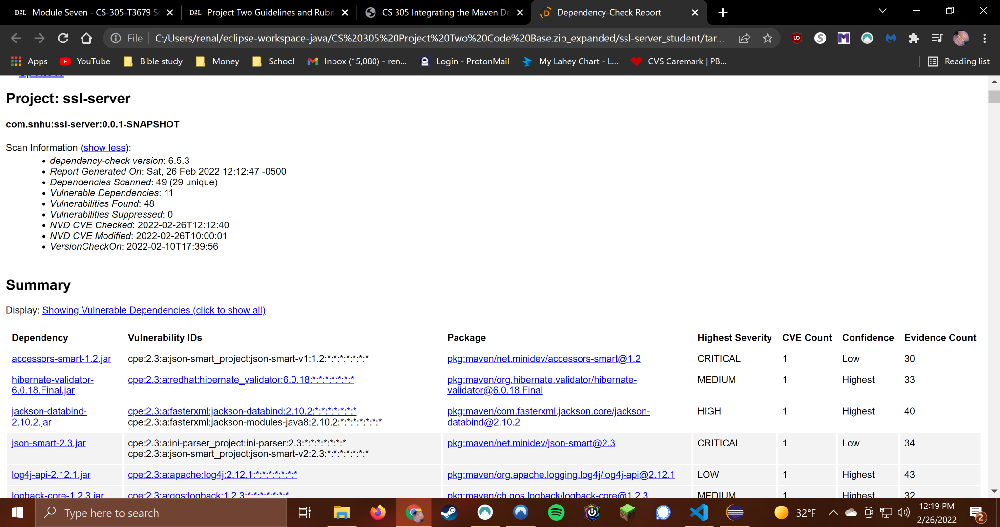 Module Seven - CS-305-T3679 So
Project Two Guidelines and Rubri
CS 305 Integrating the Maven De
Dependency-Check Report
File
C:/Users/renal/eclipse-workspace-java/CS%20305%20Project%20Two%20Code%20Base.zip_expanded/ssl-server_student/tar...
Apps
YouTube
Bible study
Money
School
Inbox (15,080) - ren...
Login - ProtonMail
My Lahey Chart - L...
CVS Caremark | PB...
Reading list
Project: ssl-server
com.snhu:ssl-server:0.0.1-SNAPSHOT
Scan Information (show less):
• dependency-check version: 6.5.3
• Report Generated On: Sat, 26 Feb 2022 12:12:47 -0500
• Dependencies Scanned: 49 (29 unique)
• Vulnerable Dependencies: 11
• Vulnerabilities Found: 48
• Vulnerabilities Suppressed: 0
• NVD CVE Checked: 2022-02-26T12:12:40
• NVD CVE Modified: 2022-02-26T10:00:01
• VersionCheckOn: 2022-02-10T17:39:56
Summary
Display: Showing Vulnerable Dependencies (click to show all)
Dependency Vulnerability IDs Package Highest Severity CVE Count Confidence Evidence Count
accessors-smart-1.2.jar cpe:2.3:a:json-smart_project:json-smart-v1:1.2:*:*:*:*:*:*:* pkg:maven/net.minidev/accessors-smart@1.2 CRITICAL 1 Low 30
hibernate-validator- cpe:2.3:a:redhat:hibernate_validator:6.0.18:*:*:*:*:*:*:* pkg:maven/org.hibernate.validator/hibernate- MEDIUM 1 Highest 33
6.0.18.Final.jar validator@6.0.18.Final
jackson-databind- cpe:2.3:a:fasterxml:jackson-databind:2.10.2:*:*:*:*:*:*:* pkg:maven/com.fasterxml.jackson.core/jackson- HIGH 1 Highest 40
2.10.2.jar cpe:2.3:a:fasterxml:jackson-modules-java8:2.10.2:*:*:*:*:*:*:* databind@2.10.2
json-smart-2.3.jar cpe:2.3:a:ini-parser_project:ini-parser:2.3:*:*:*:*:*:*:* pkg:maven/net.minidev/json-smart@2.3 CRITICAL 1 Low 34
cpe:2.3:a:json-smart_project:json-smart-v2:2.3:*:*:*:*:*:*:*
log4j-api-2.12.1.jar cpe:2.3:a:apache:log4j:2.12.1:*:*:*:*:*:*:* pkg:maven/org.apache.logging.log4j/log4j-api@2.12.1 LOW 1 Highest 43
logback-core-1.2.3.jar cpe:2.3:a:qos:logback:1.2.3:*:*:*:*:*:*:* pkg:maven/ch.qos.logback/logback-core@1.2.3 MEDIUM 1 Highest 32
Type here to search
32°F
12:19 PM
2/26/2022
2